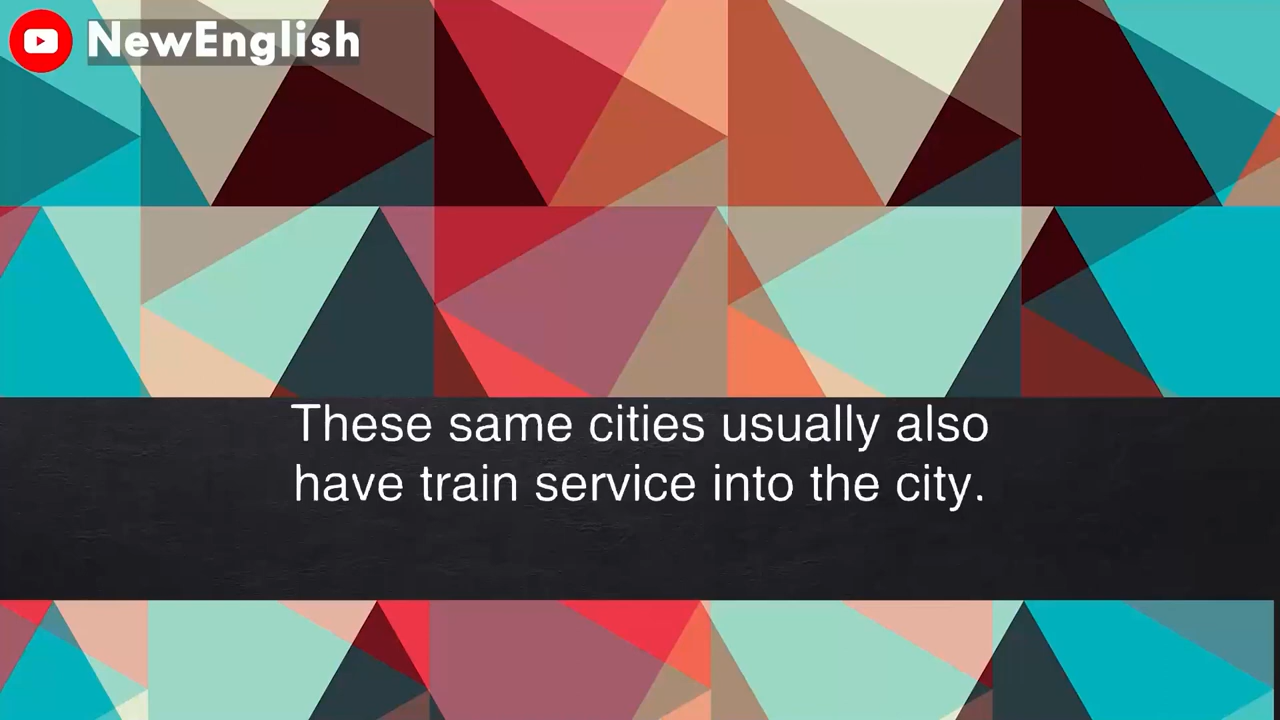 NewEnglish
These same cities usually also
have train service into the city.